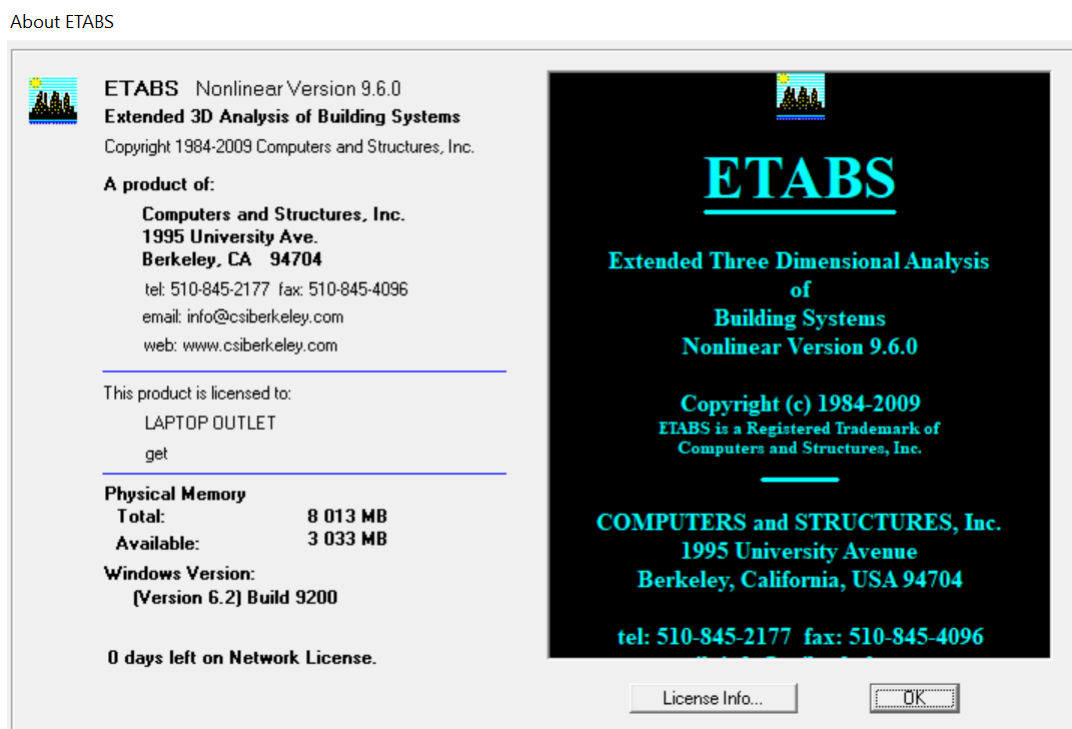 About ETABS
ETABS Nonlinear Version 9.6.0
Extended 3D Analysis of Building Systems
Copyright 1984-2009 Computers and Structures, Inc.
A product of:
Computers and Structures, Inc.
1995 University Ave.
Berkeley, CA 94704
tel: 510-845-2177 fax: 510-845-4096
email: info@csiberkeley.com
web: www.csiberkeley.com
This product is licensed to:
LAPTOP OUTLET
get
Physical Memory
Total: 8 013 MB
Available: 3 033 MB
Windows Version:
(Version 6.2) Build 9200
0 days left on Network License.
ETABS
Extended Three Dimensional Analysis
of
Building Systems
Nonlinear Version 9.6.0
Copyright (c) 1984-2009
ETABS is a Registered Trademark of
Computers and Structures, Inc.
COMPUTERS and STRUCTURES, Inc.
1995 University Avenue
Berkeley, California, USA 94704
tel: 510-845-2177 fax: 510-845-4096
License Info...
OK